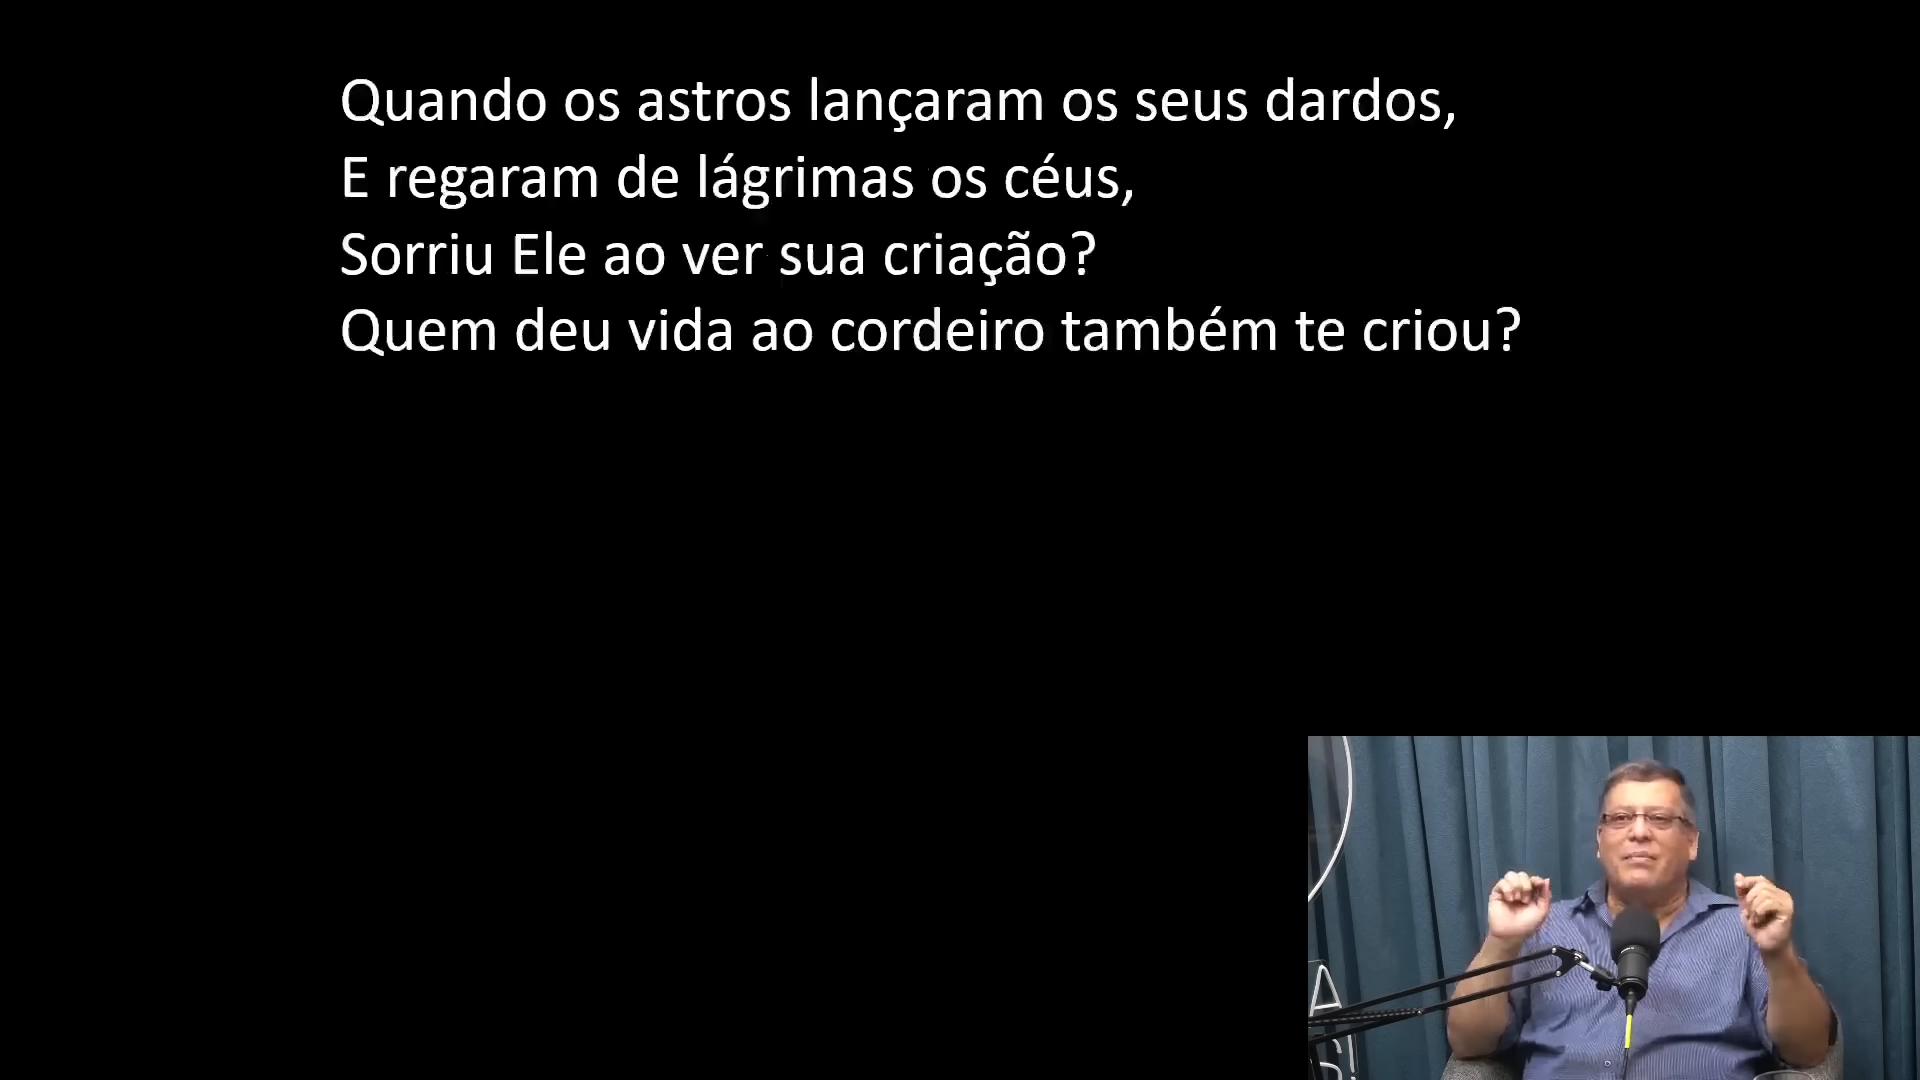 Quando os astros lançaram os seus dardos,
E regaram de lágrimas os céus,
Sorriu Ele ao ver sua criação?
Quem deu vida ao cordeiro também te criou?